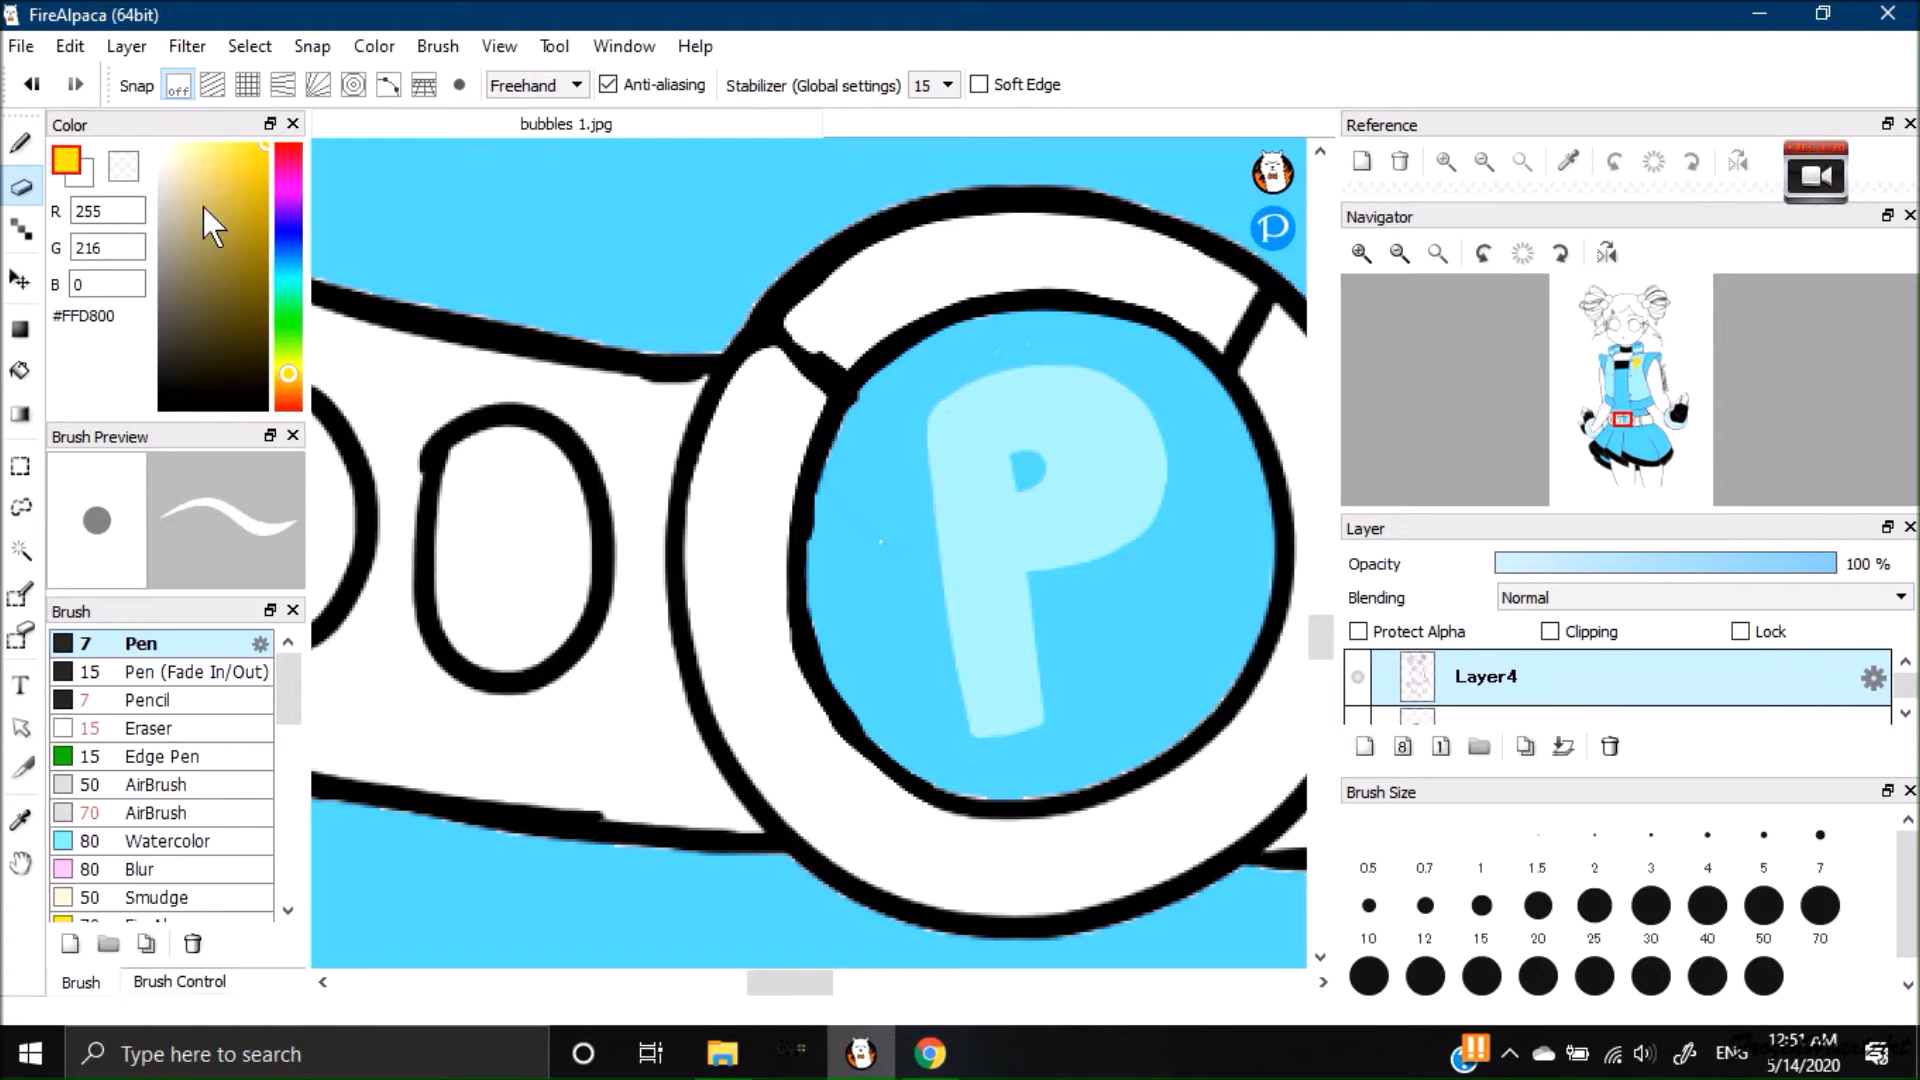 FireAlpaca (64bit)
File Edit Layer Filter Select Snap Color Brush View Tool Window Help
Snap off Freehand Anti-aliasing Stabilizer (Global settings) 15 Soft Edge
Color
R 255
G 216
B 0
#FFD800
Brush Preview
Brush
7 Pen
15 Pen (Fade In/Out)
7 Pencil
15 Eraser
15 Edge Pen
50 AirBrush
70 AirBrush
80 Watercolor
80 Blur
50 Smudge
Brush Brush Control
bubbles 1.jpg
P
P
Reference
Navigator
Layer
Opacity 100 %
Blending Normal
Protect Alpha Clipping Lock
Layer4
8 1
Brush Size
0.5 0.7 1 1.5 2 3 4 5 7
10 12 15 20 25 30 40 50 70
Type here to search
ENG
12:51 AM
5/14/2020